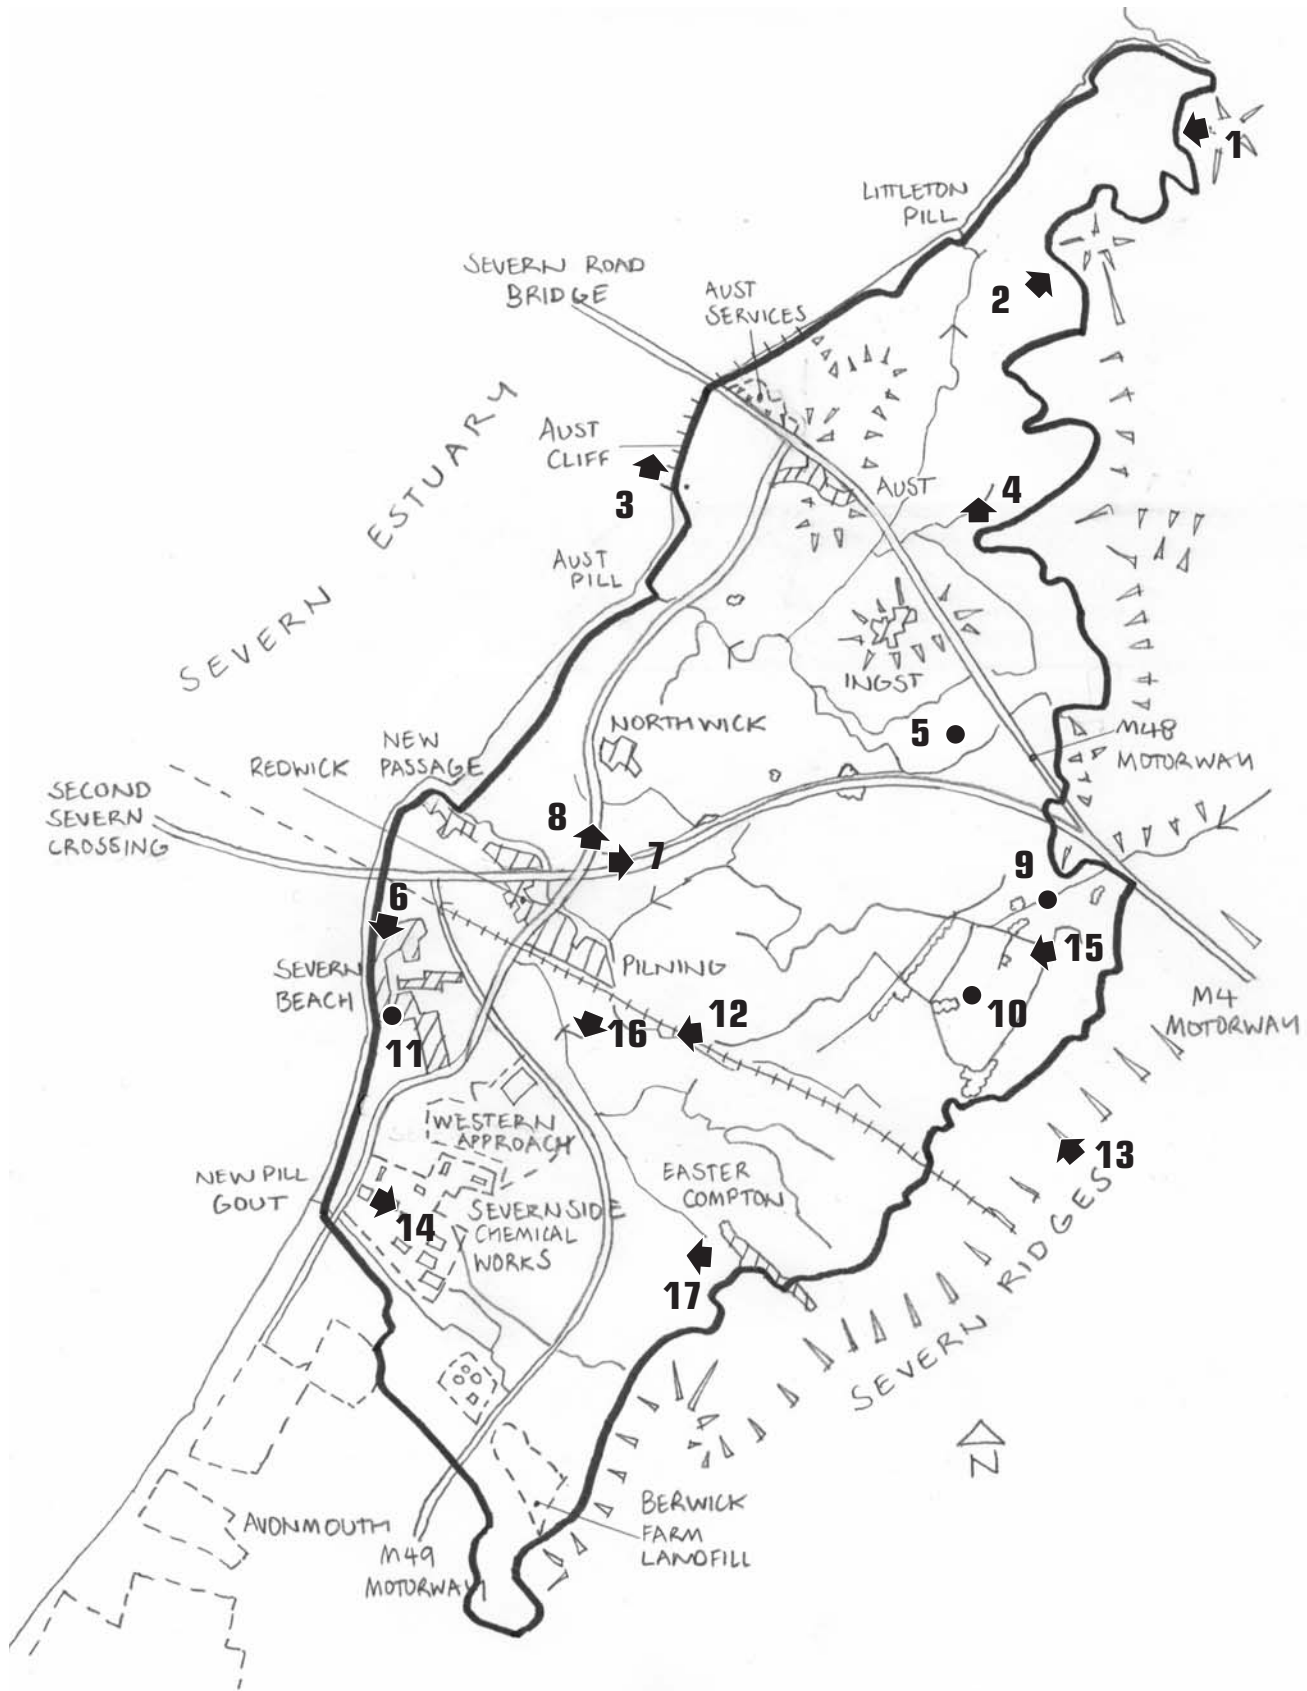 1
LITTLETON
PILL
SEVERN ROAD
BRIDGE
AUST
SERVICES
2
SEVERN ESTUARY
AUST
CLIFF
3
AUST
4
AUST
PILL
INGST
NORTHWICK
5
M48
MOTORWAY
NEW
PASSAGE
REDWICK
SECOND
SEVERN
CROSSING
8
7
9
6
15
SEVERN
BEACH
PILNING
10
M4
MOTORWAY
11
16
12
WESTERN
APPROACH
13
NEW PILL
GOUT
EASTER
COMPTON
14
SEVERNSIDE
CHEMICAL
WORKS
17
SEVERN RIDGES
N
BERWICK
FARM
LANDFILL
AVONMOUTH
M49
MOTORWAY